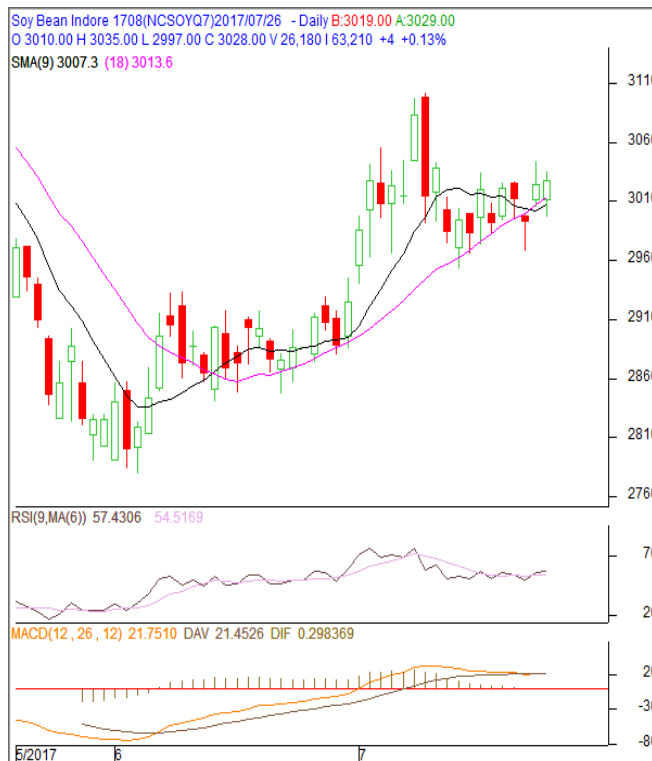 Soy Bean Indore 1708(NCSOYQ7)2017/07/26 - Daily B:3019.00 A:3029.00
O 3010.00 H 3035.00 L 2997.00 C 3028.00 V 26,180 I 63,210 +4 +0.13%
SMA(9) 3007.3 (18) 3013.6
3110
3060
3010
2960
2910
2860
2810
2760
RSI(9,MA(6)) 57.4306 54.5169
70
20
MACD(12 , 26 , 12) 21.7510 DAV 21.4526 DIF 0.298369
20
-30
-80
5/2017 6 7